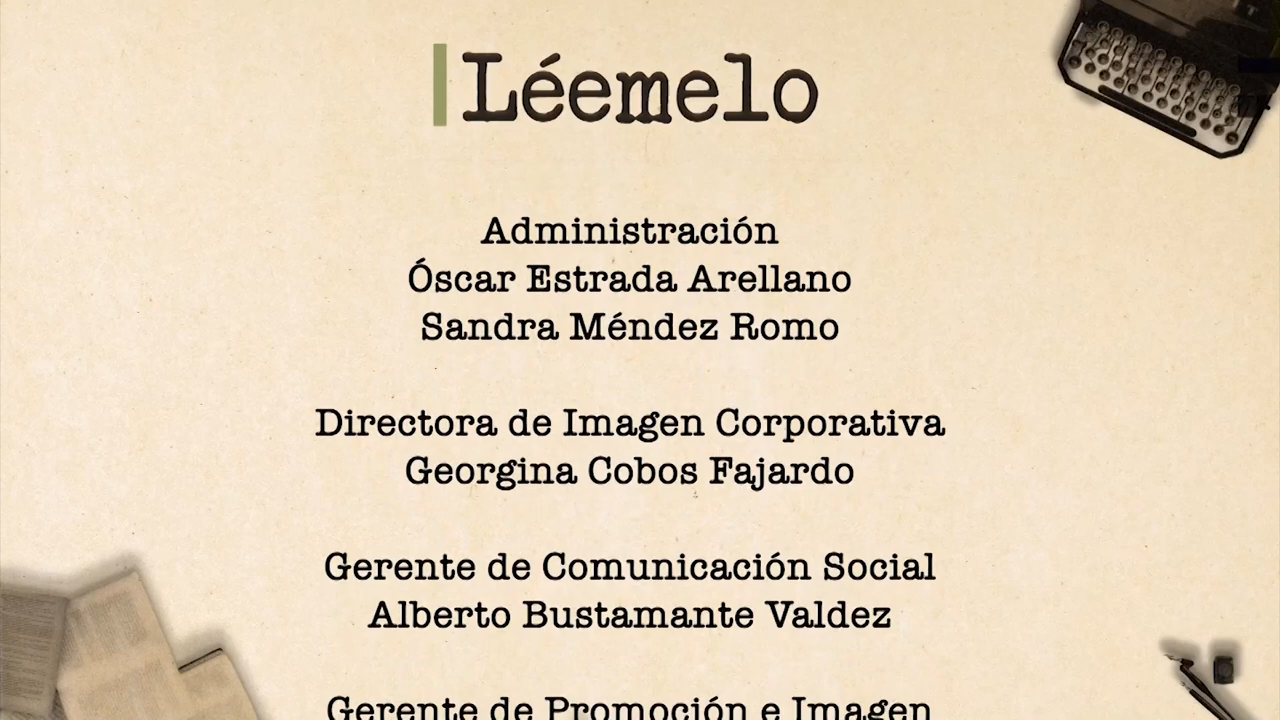 Léemelo
Administración
Óscar Estrada Arellano
Sandra Méndez Romo
Directora de Imagen Corporativa
Georgina Cobos Fajardo
Gerente de Comunicación Social
Alberto Bustamante Valdez
Gerente de Promoción e Imagen